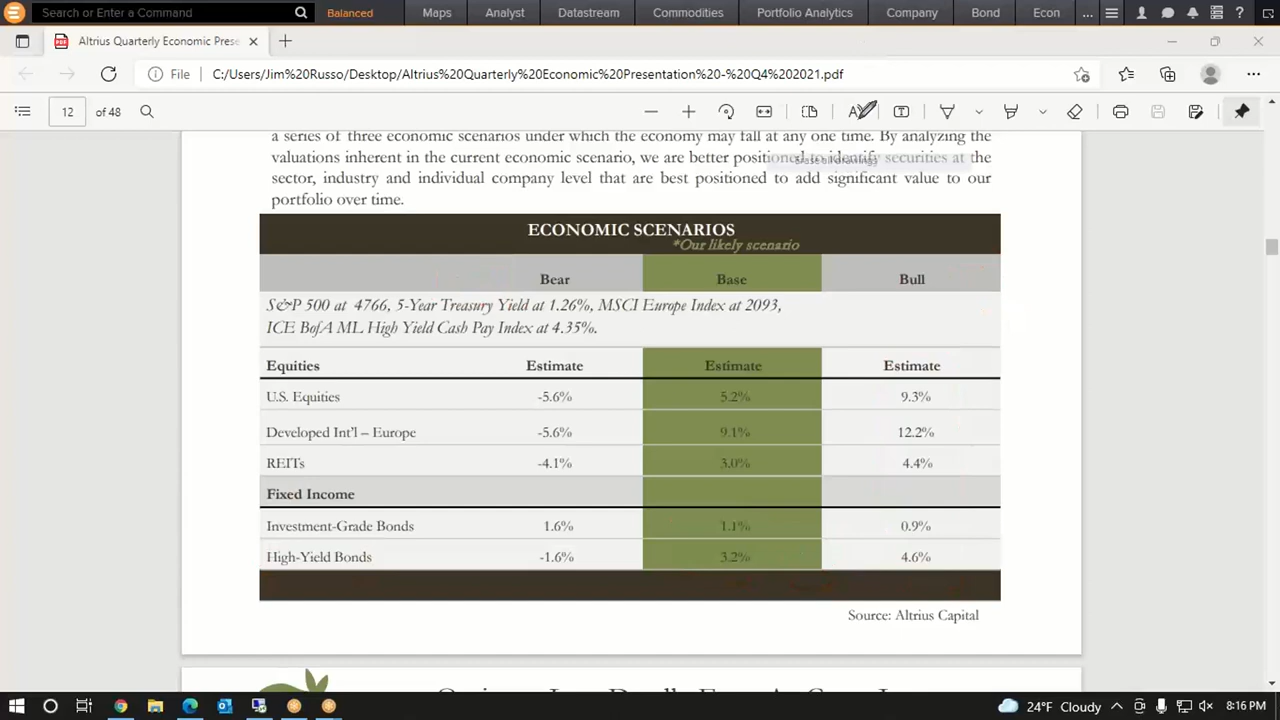 Search or Enter a Command Balanced Maps Analyst Datastream Commodities Portfolio Analytics Company Bond Econ ... ?
Altrius Quarterly Economic Prese
File C:/Users/Jim%20Russo/Desktop/Altrius%20Quarterly%20Economic%20Presentation%20-%20Q4%202021.pdf
12 of 48
a series of three economic scenarios under which the economy may fall at any one time. By analyzing the
valuations inherent in the current economic scenario, we are better positioned to identify securities at the
Erase all drawings
sector, industry and individual company level that are best positioned to add significant value to our
portfolio over time.
ECONOMIC SCENARIOS
*Our likely scenario
Bear Base Bull
S&P 500 at 4766, 5-Year Treasury Yield at 1.26%, MSCI Europe Index at 2093,
ICE BofA ML High Yield Cash Pay Index at 4.35%.
Equities Estimate Estimate Estimate
U.S. Equities -5.6% 5.2% 9.3%
Developed Int'l – Europe -5.6% 9.1% 12.2%
REITs -4.1% 3.0% 4.4%
Fixed Income
Investment-Grade Bonds 1.6% 1.1% 0.9%
High-Yield Bonds -1.6% 3.2% 4.6%
Source: Altrius Capital
24°F Cloudy 8:16 PM